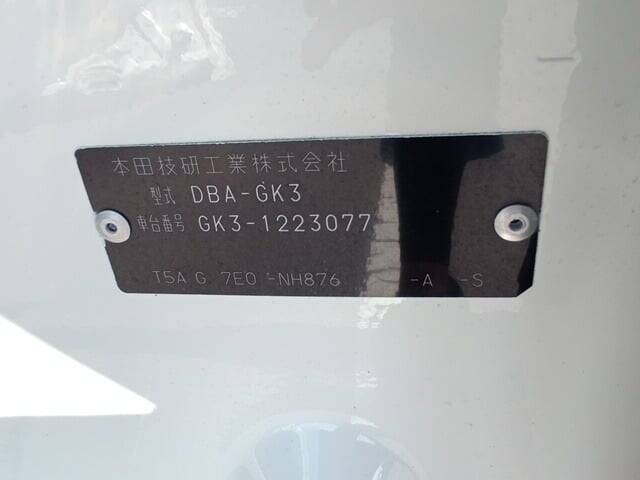 本田技研工業株式会社
型式 DBA-GK3
車台番号 GK3-1223077
T5A G 7E0 -NH876 -A -S